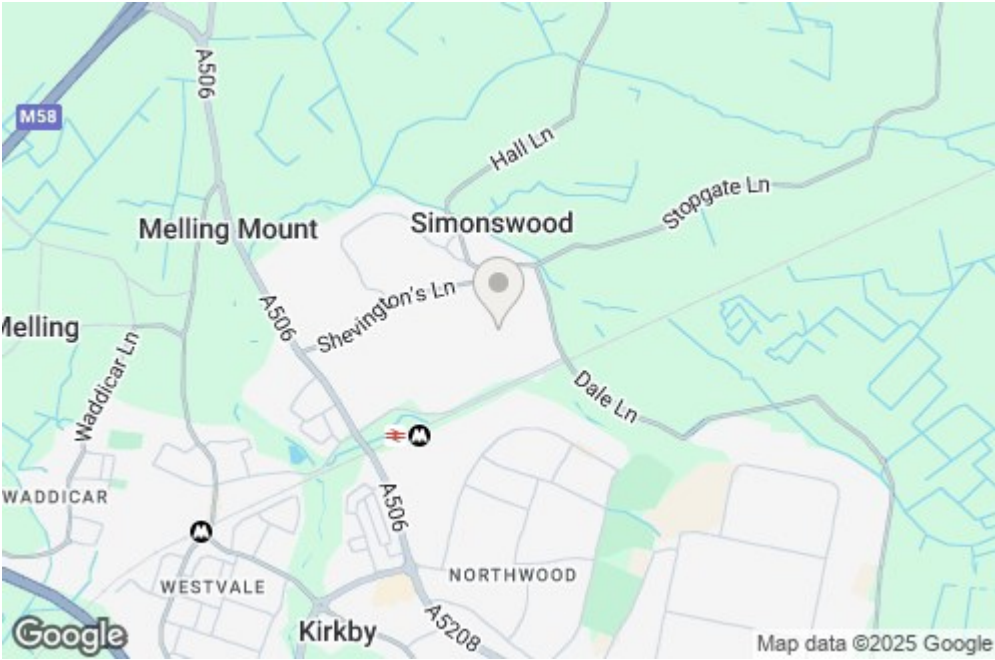 A506
M58
Hall Ln
Stopgate Ln
Melling Mount
Simonswood
Shevington's Ln
A506
Melling
Waddicar Ln
Dale Ln
WADDICAR
A506
M
M
WESTVALE
NORTHWOOD
Kirkby
A5208
Google
Map data ©2025 Google